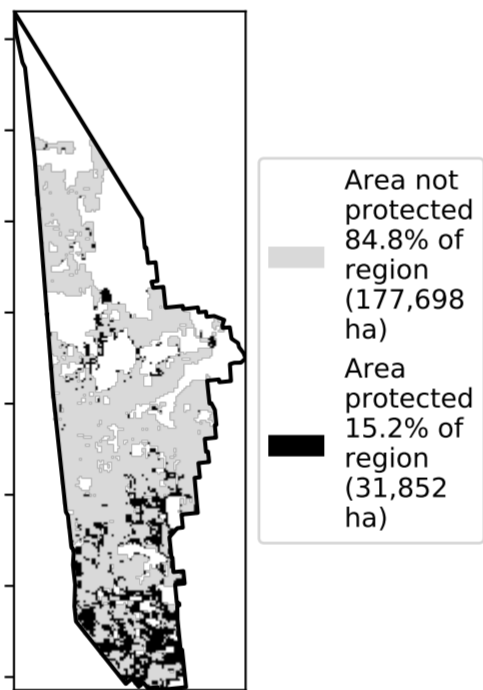 Area not
protected
84.8% of
region
(177,698
ha)
Area
protected
15.2% of
region
(31,852
ha)